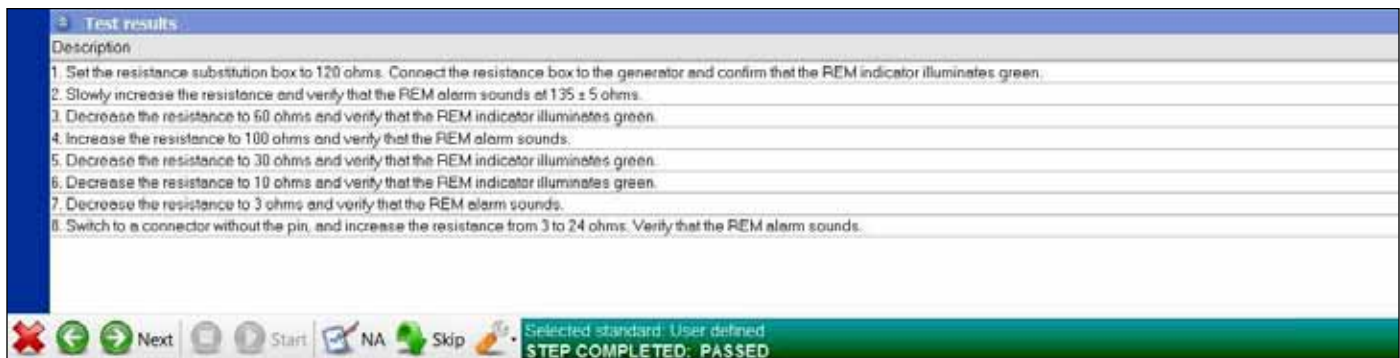 Test results
Description
1. Set the resistance substitution box to 120 ohms. Connect the resistance box to the generator and confirm that the REM indicator illuminates green.
2. Slowly increase the resistance and verify that the REM alarm sounds at 135 ± 5 ohms.
3. Decrease the resistance to 60 ohms and verify that the REM indicator illuminates green.
4. Increase the resistance to 100 ohms and verify that the REM alarm sounds.
5. Decrease the resistance to 30 ohms and verify that the REM indicator illuminates green.
6. Decrease the resistance to 10 ohms and verify that the REM indicator illuminates green.
7. Decrease the resistance to 3 ohms and verify that the REM alarm sounds.
8. Switch to a connector without the pin, and increase the resistance from 3 to 24 ohms. Verify that the REM alarm sounds.
Next Start NA Skip
Selected standard: User defined
STEP COMPLETED: PASSED